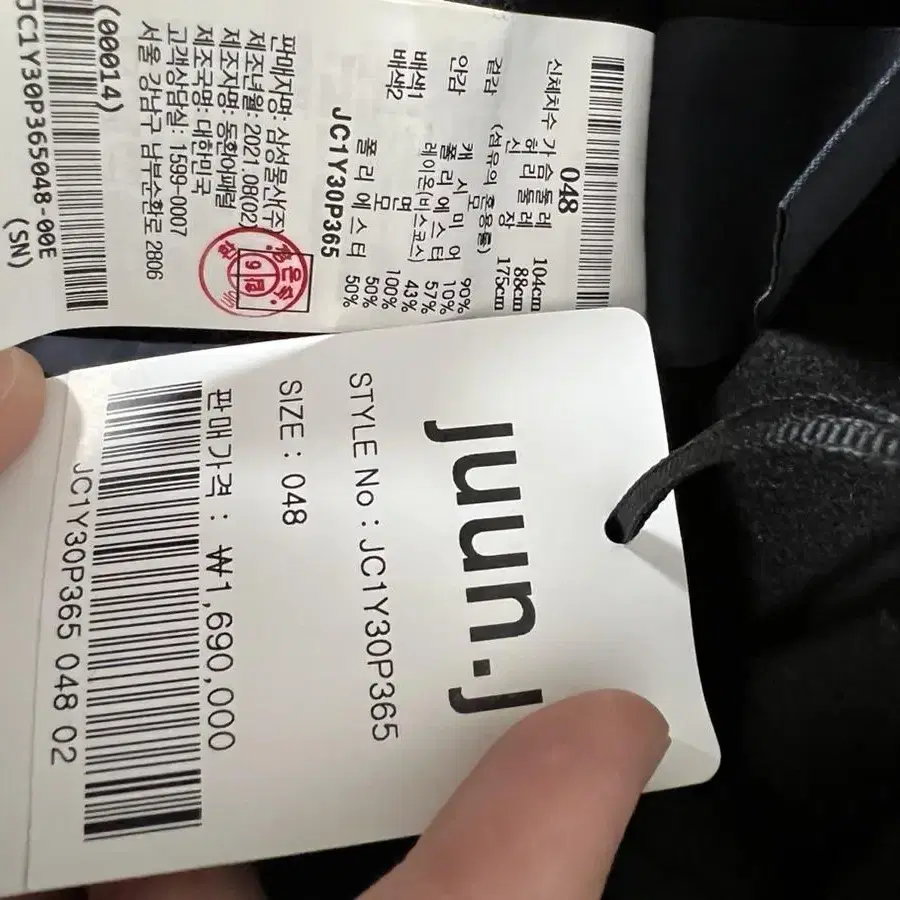 048
신체치수 가슴둘레 104cm
허리둘레 88cm
신장 175cm
(섬유의 혼용률)
겉감 모 90%
캐시미어 10%
안감 폴리에스터 57%
레이온(비스코스) 43%
배색1 면 100%
배색2 모 50%
폴리에스터 50%
JC1Y30P365
판매자명: 삼성물산(주)
제조년월: 2021.08(02)
제조자명: 동환어패럴
제조국명: 대한민국
고객상담실: 1599-0007
서울 강남구 남부순환로 2806
(00014)
JC1Y30P365048-00E
(SN)
juun.j
STYLE No : JC1Y30P365
SIZE : 048
판매가격 : ₩1,690,000
JC1Y30P365 048 02